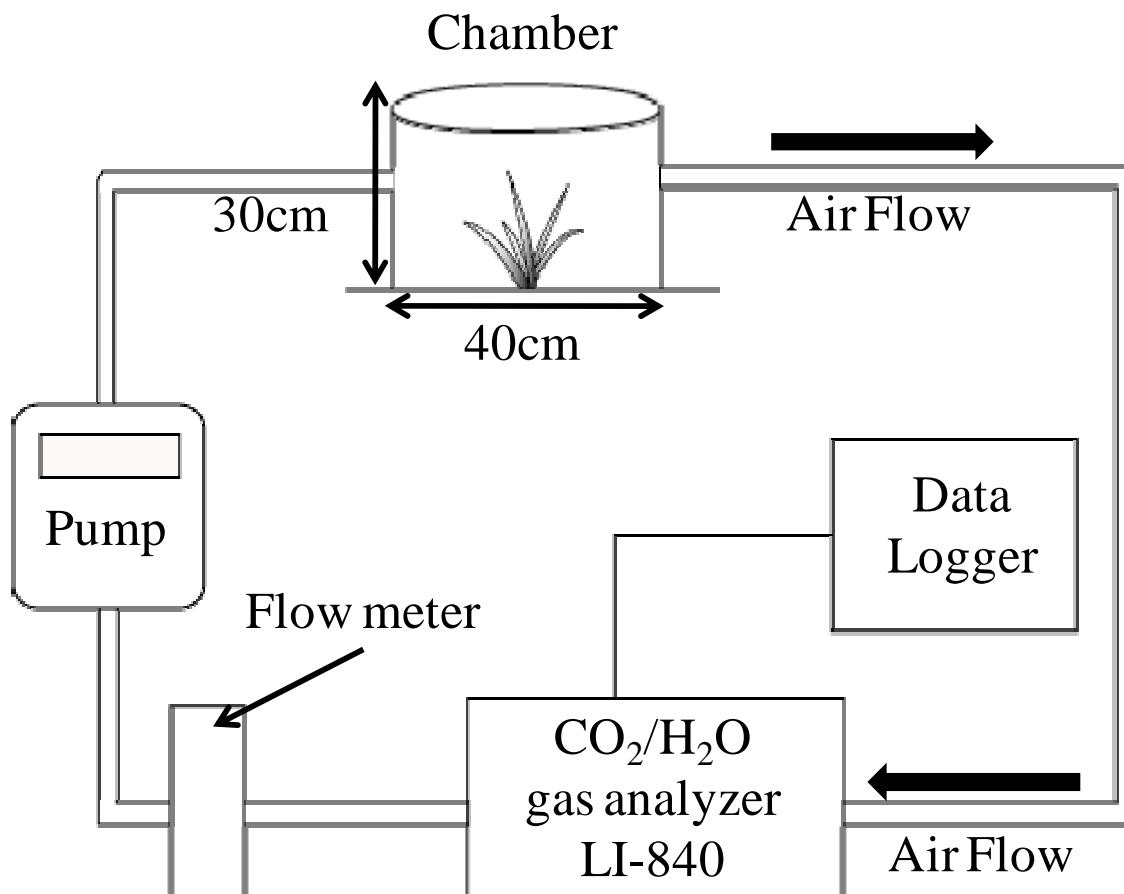 Chamber
30cm
Air Flow
40cm
Pump
Data
Logger
Flow meter
CO₂/H₂O
gas analyzer
LI-840
Air Flow